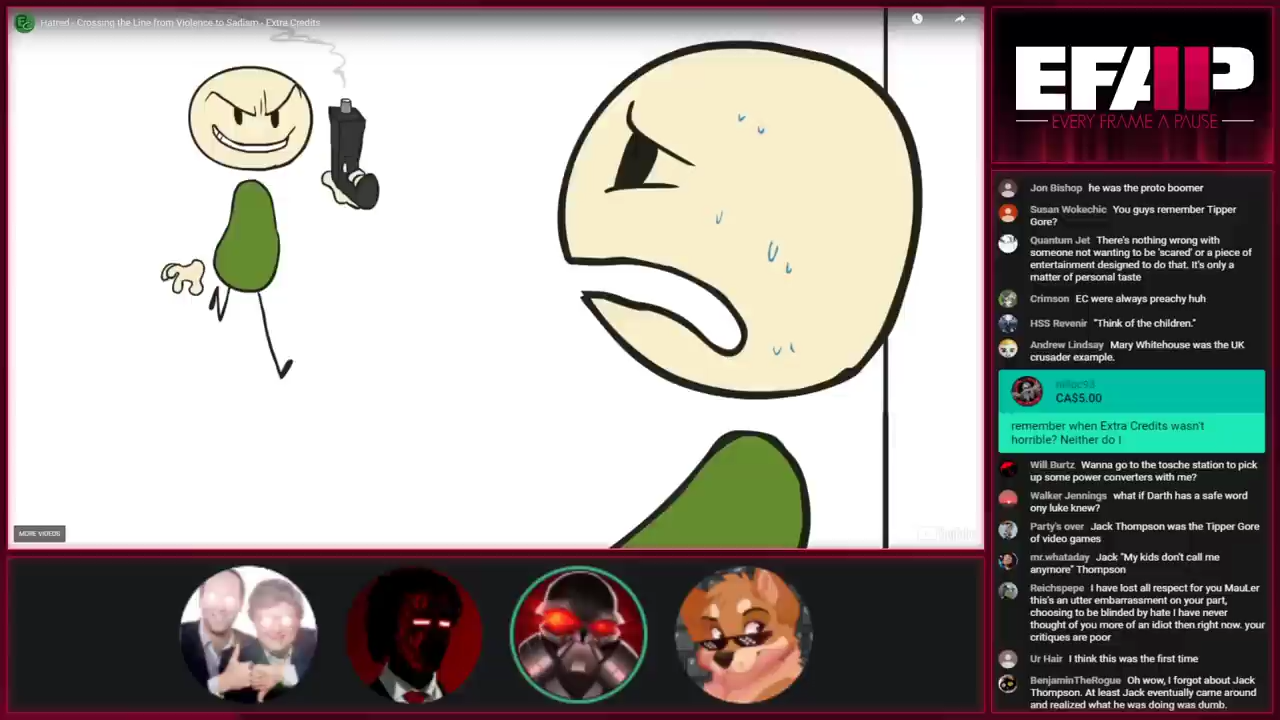 Hatred - Crossing the Line from Violence to Sadism - Extra Credits
MORE VIDEOS
EFAP
EVERY FRAME A PAUSE
Jon Bishop he was the proto boomer
Susan Wokechic You guys remember Tipper
Gore?
Quantum Jet There's nothing wrong with
someone not wanting to be 'scared' or a piece of
entertainment designed to do that. It's only a
matter of personal taste
Crimson EC were always preachy huh
HSS Revenir "Think of the children."
Andrew Lindsay Mary Whitehouse was the UK
crusader example.
CA$5.00
remember when Extra Credits wasn't
horrible? Neither do I
Will Burtz Wanna go to the tosche station to pick
up some power converters with me?
Walker Jennings what if Darth has a safe word
ony luke knew?
Party's over Jack Thompson was the Tipper Gore
of video games
mr.whataday Jack "My kids don't call me
anymore" Thompson
Reichspepe I have lost all respect for you MauLer
this's an utter embarrassment on your part,
choosing to be blinded by hate I have never
thought of you more of an idiot then right now. your
critiques are poor
Ur Hair I think this was the first time
BenjaminTheRogue Oh wow, I forgot about Jack
Thompson. At least Jack eventually came around
and realized what he was doing was dumb.